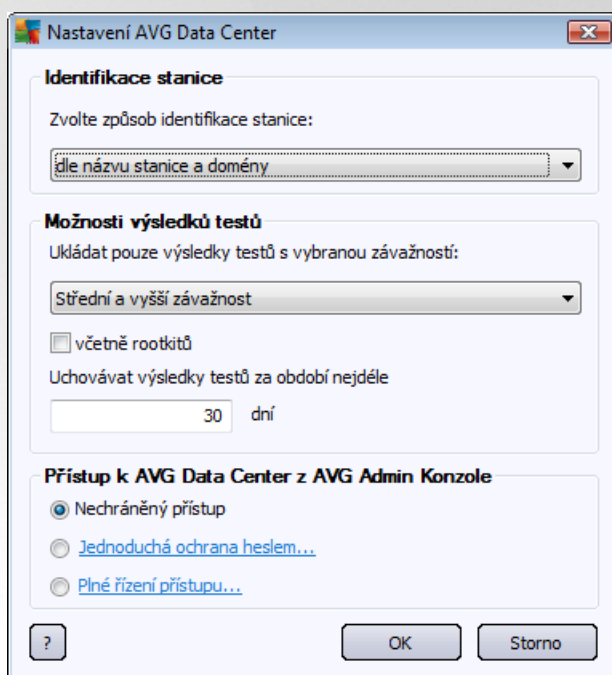 Nastavení AVG Data Center
Identifikace stanice
Zvolte způsob identifikace stanice:
dle názvu stanice a domény
Možnosti výsledků testů
Ukládat pouze výsledky testů s vybranou závažností:
Střední a vyšší závažnost
včetně rootkitů
Uchovávat výsledky testů za období nejdéle
30 dní
Přístup k AVG Data Center z AVG Admin Konzole
Nechráněný přístup
Jednoduchá ochrana heslem...
Plné řízení přístupu...
? OK Storno